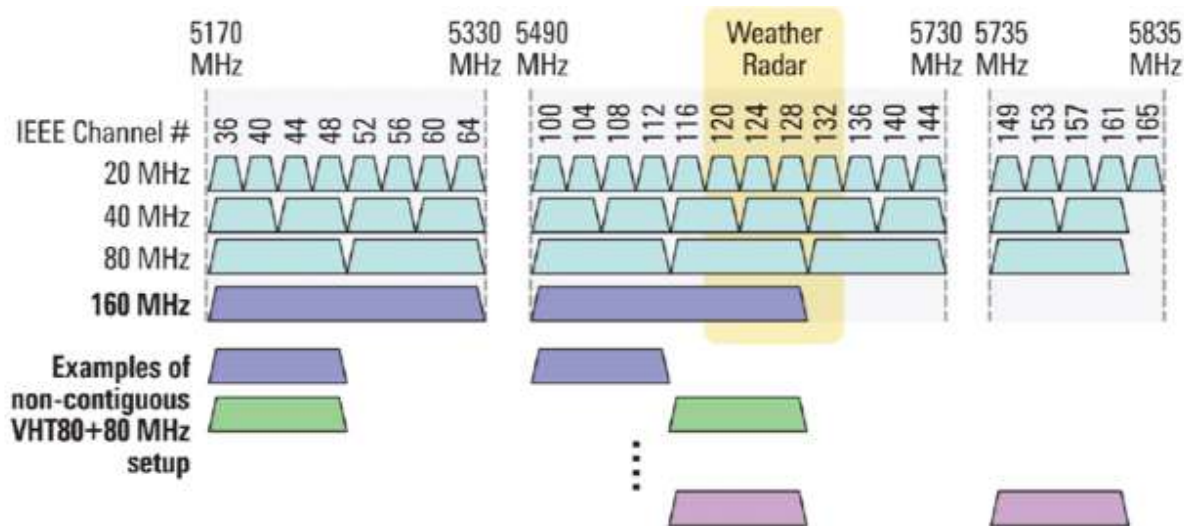 5170 MHz
5330 MHz
5490 MHz
Weather Radar
5730 MHz
5735 MHz
5835 MHz
IEEE Channel # 36 40 44 48 52 56 60 64 100 104 108 112 116 120 124 128 132 136 140 144 149 153 157 161 165
20 MHz
40 MHz
80 MHz
160 MHz
Examples of
non-contiguous
VHT80+80 MHz
setup